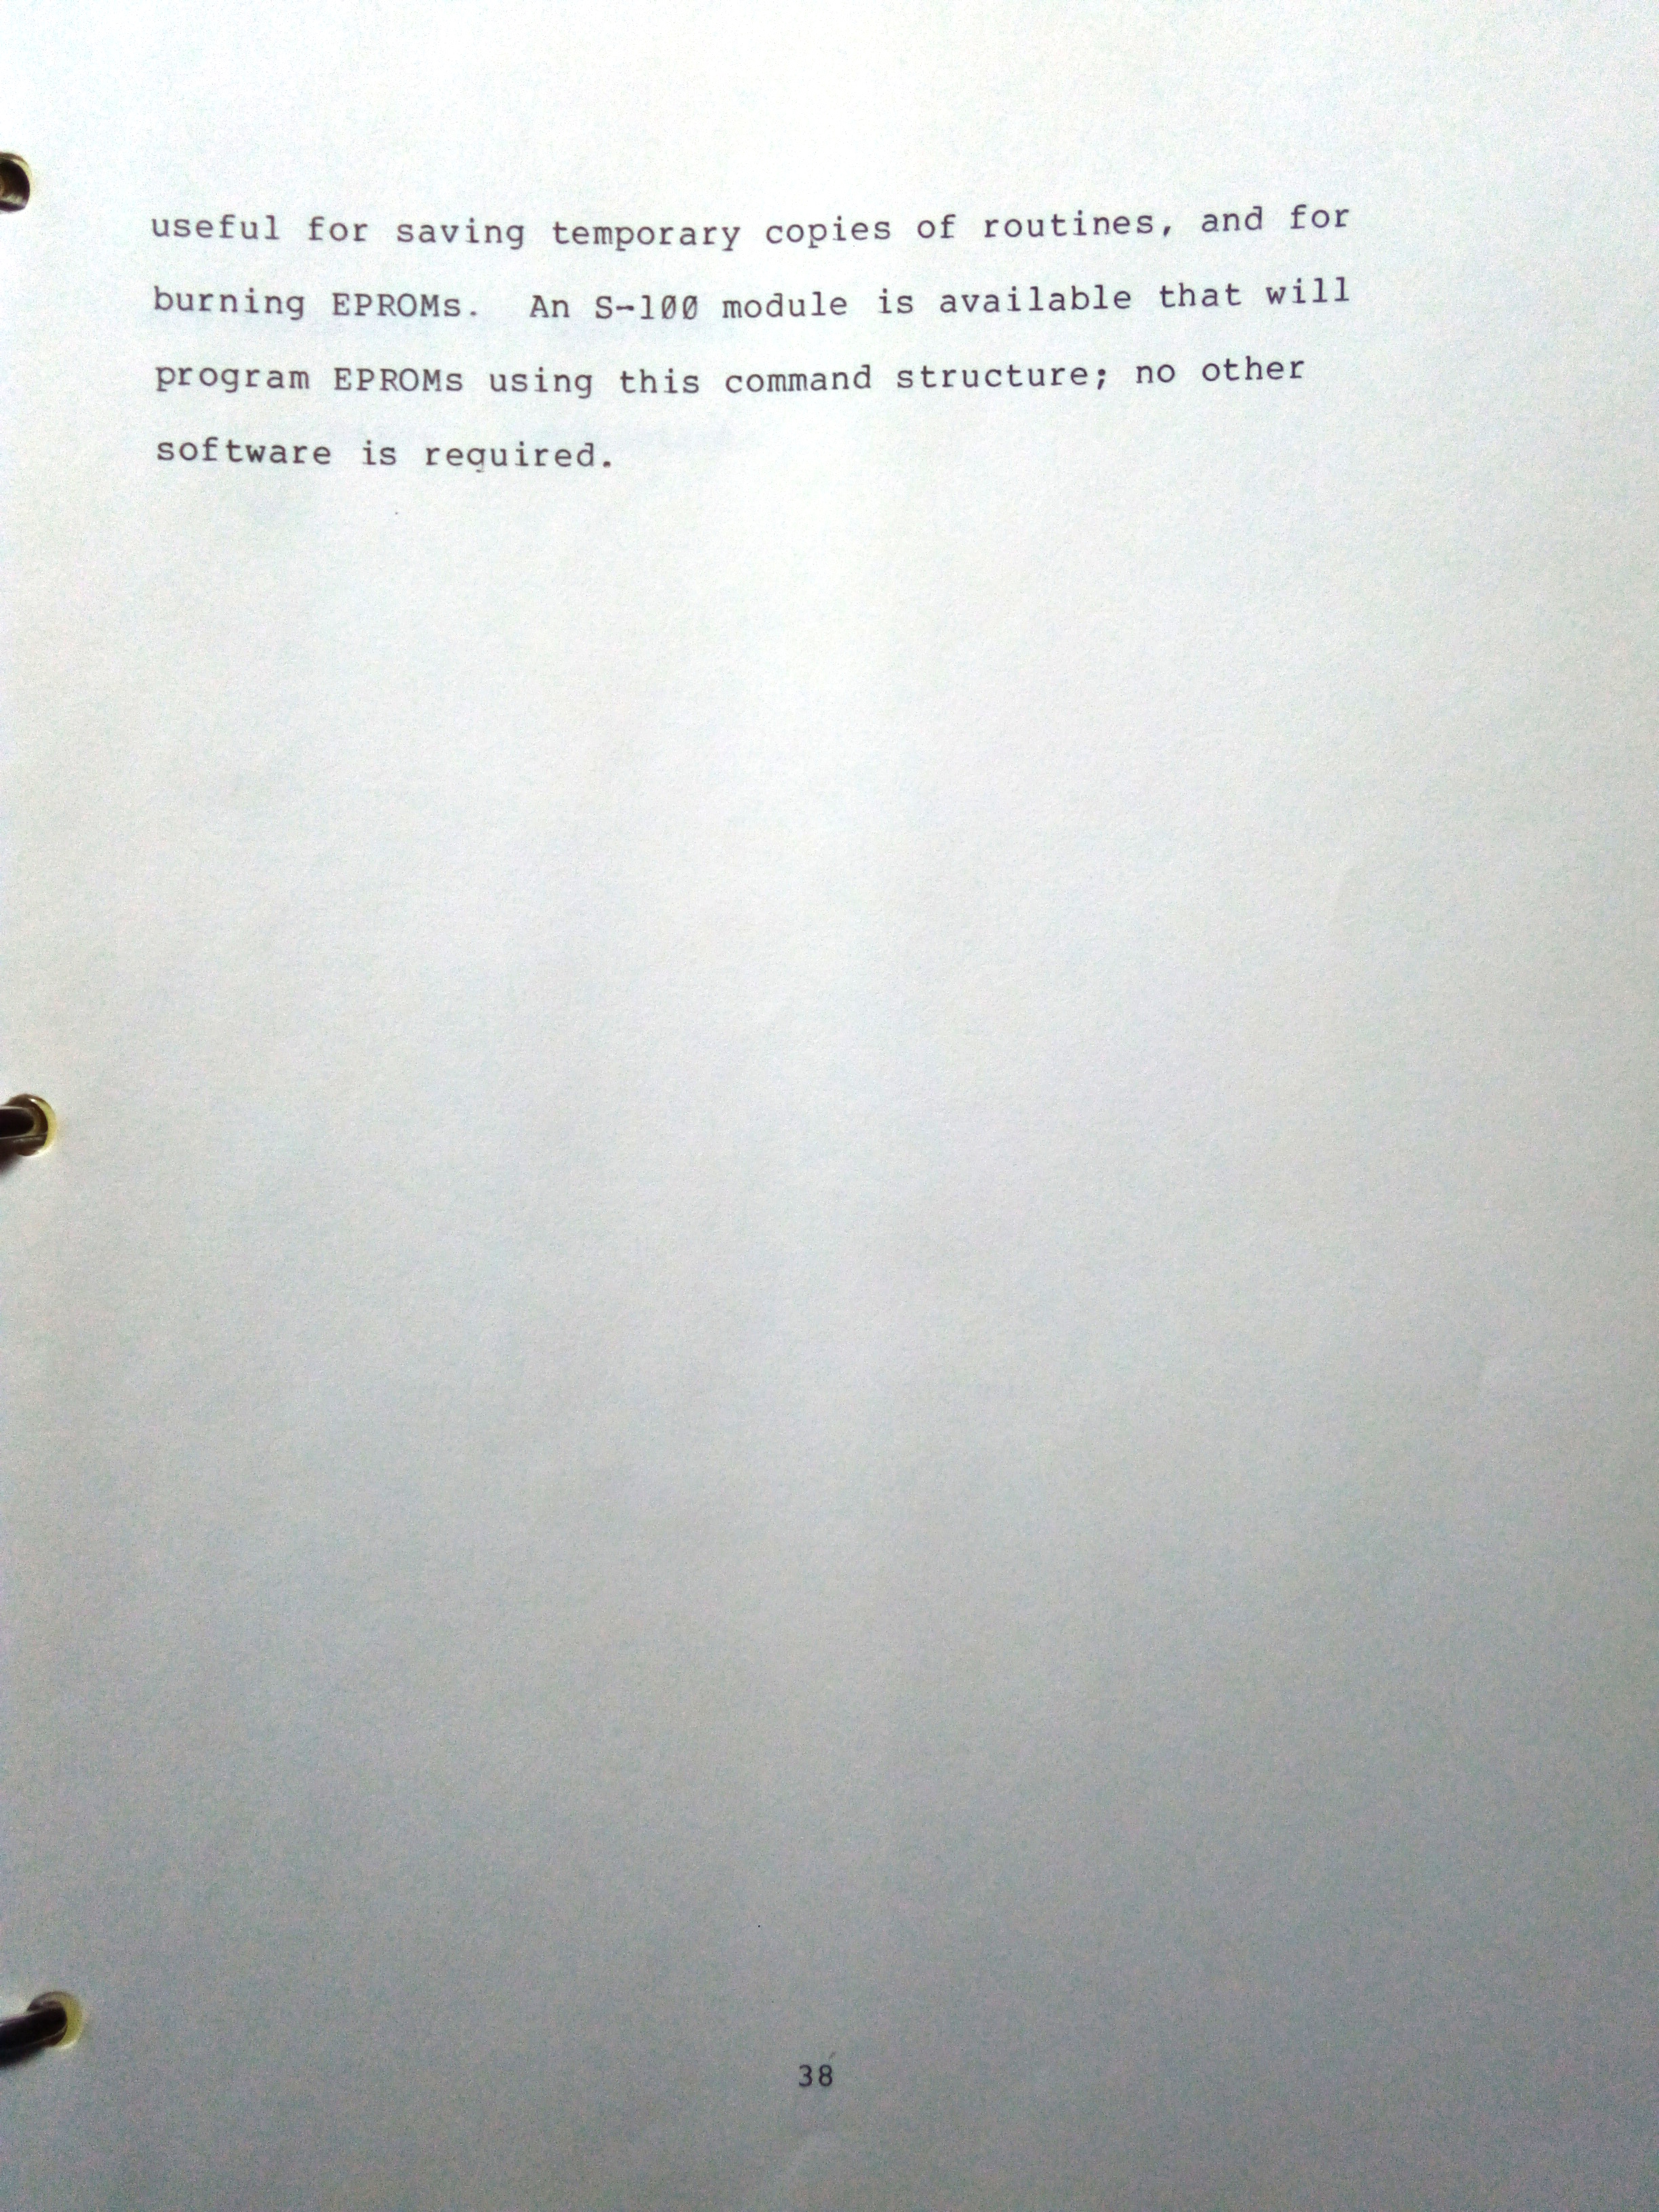 useful for saving temporary copies of routines, and for
burning EPROMs.  An S-100 module is available that will
program EPROMs using this command structure; no other
software is required.
38